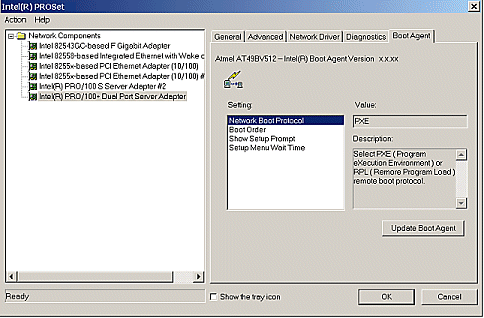 Intel(R) PROSet
Action Help
Network Components
Intel 82543GC-based F Gigabit Adapter
Intel 82558-based Integrated Ethernet with Wake o
Intel 8255x-based PCI Ethernet Adapter (10/100)
Intel 8255x-based PCI Ethernet Adapter (10/100) #
Intel(R) PRO/100 S Server Adapter #2
Intel(R) PRO/100+ Dual Port Server Adapter
General Advanced Network Driver Diagnostics Boot Agent
Atmel AT49BV512 – Intel(R) Boot Agent Version x.x.xx
Setting:
Network Boot Protocol
Boot Order
Show Setup Prompt
Setup Menu Wait Time
Value:
PXE
Description:
Select PXE ( Program
eXecution Environment ) or
RPL ( Remore Program Load )
remote boot protocol.
Update Boot Agent
Ready
Show the tray icon
OK
Cancel